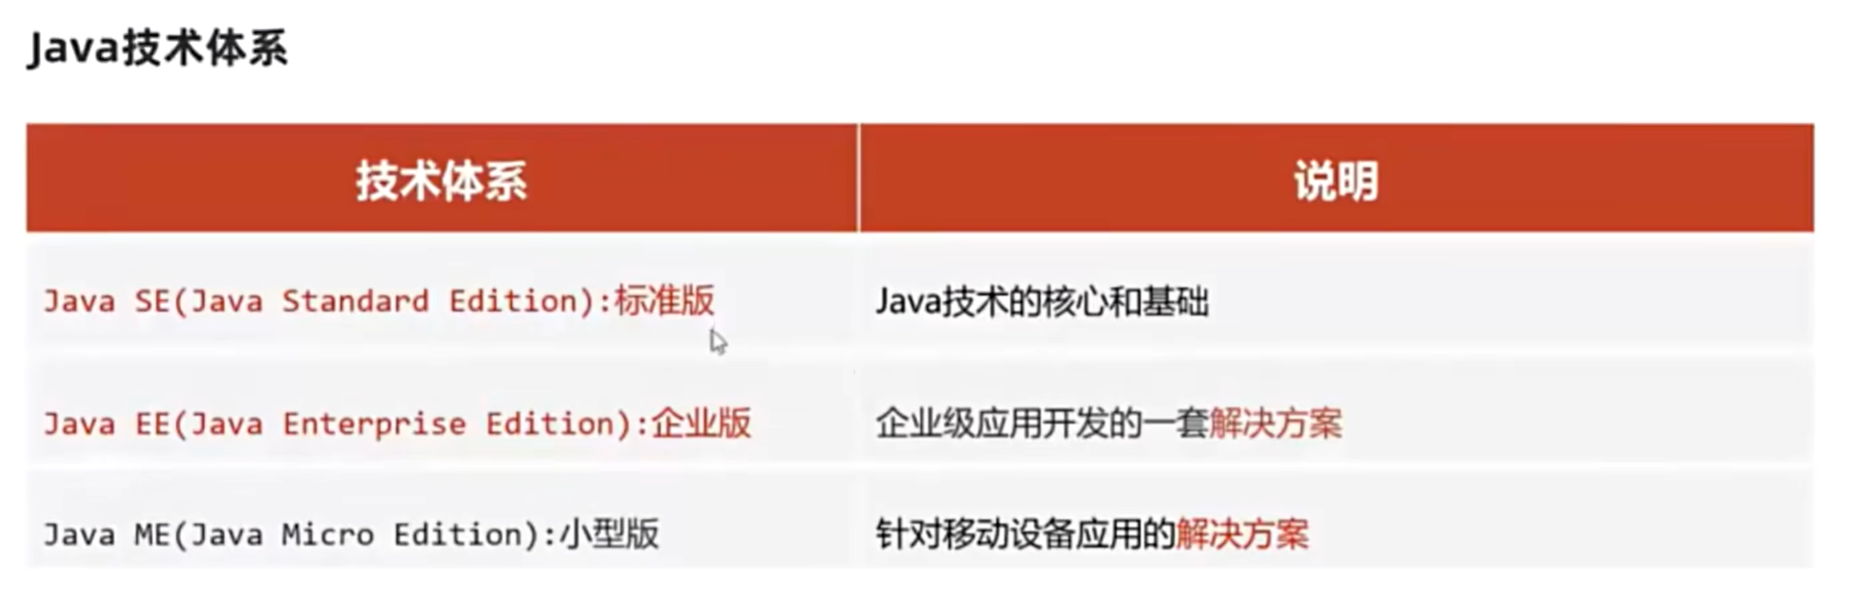 Java技术体系
技术体系 说明
Java SE(Java Standard Edition):标准版 Java技术的核心和基础
Java EE(Java Enterprise Edition):企业版 企业级应用开发的一套解决方案
Java ME(Java Micro Edition):小型版 针对移动设备应用的解决方案